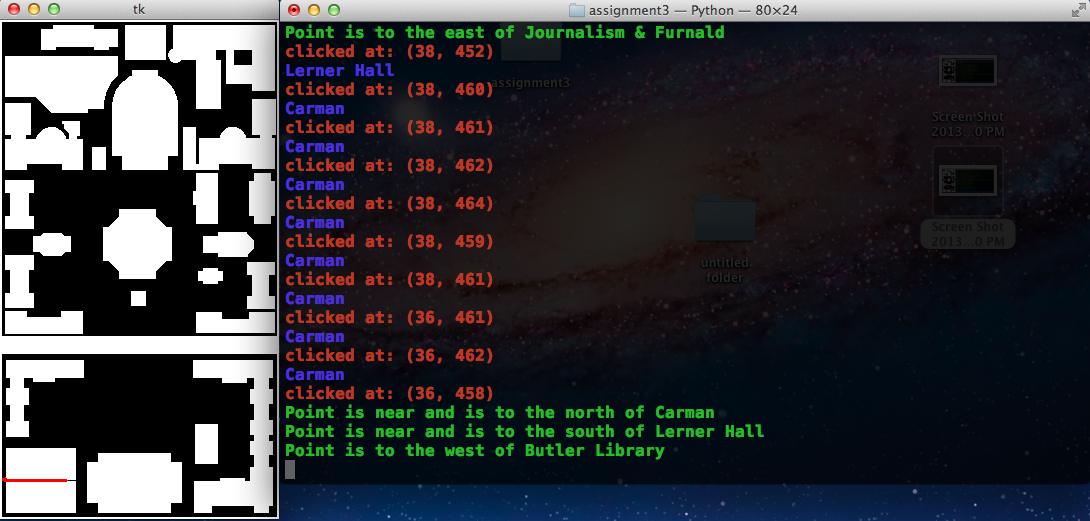 tk
assignment3 — Python — 80×24
Point is to the east of Journalism & Furnald
clicked at: (38, 452)
Lerner Hall
clicked at: (38, 460)
Carman
clicked at: (38, 461)
Carman
clicked at: (38, 462)
Carman
clicked at: (38, 464)
Carman
clicked at: (38, 459)
Carman
clicked at: (38, 461)
Carman
clicked at: (36, 461)
Carman
clicked at: (36, 462)
Carman
clicked at: (36, 458)
Point is near and is to the north of Carman
Point is near and is to the south of Lerner Hall
Point is to the west of Butler Library
assignment3
Screen Shot
2013...0 PM
Screen Shot
2013...0 PM
untitled
folder